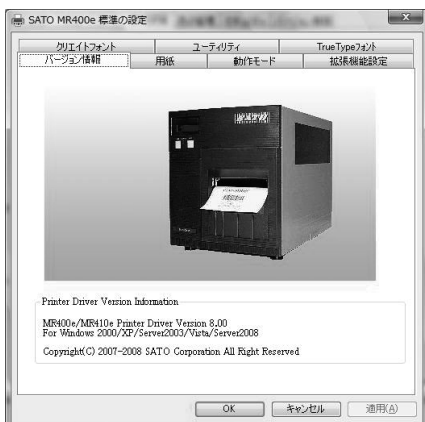 SATO MR400e 標準の設定
クリエイトフォント ユーティリティ TrueTypeフォント
バージョン情報 用紙 動作モード 拡張機能設定
Printer Driver Version Information
MR400e/MR410e Printer Driver Version 8.00
For Windows 2000/XP/Server2003/Vista/Server2008
Copyright(C) 2007-2008 SATO Corporation All Right Reserved
OK キャンセル 適用(A)